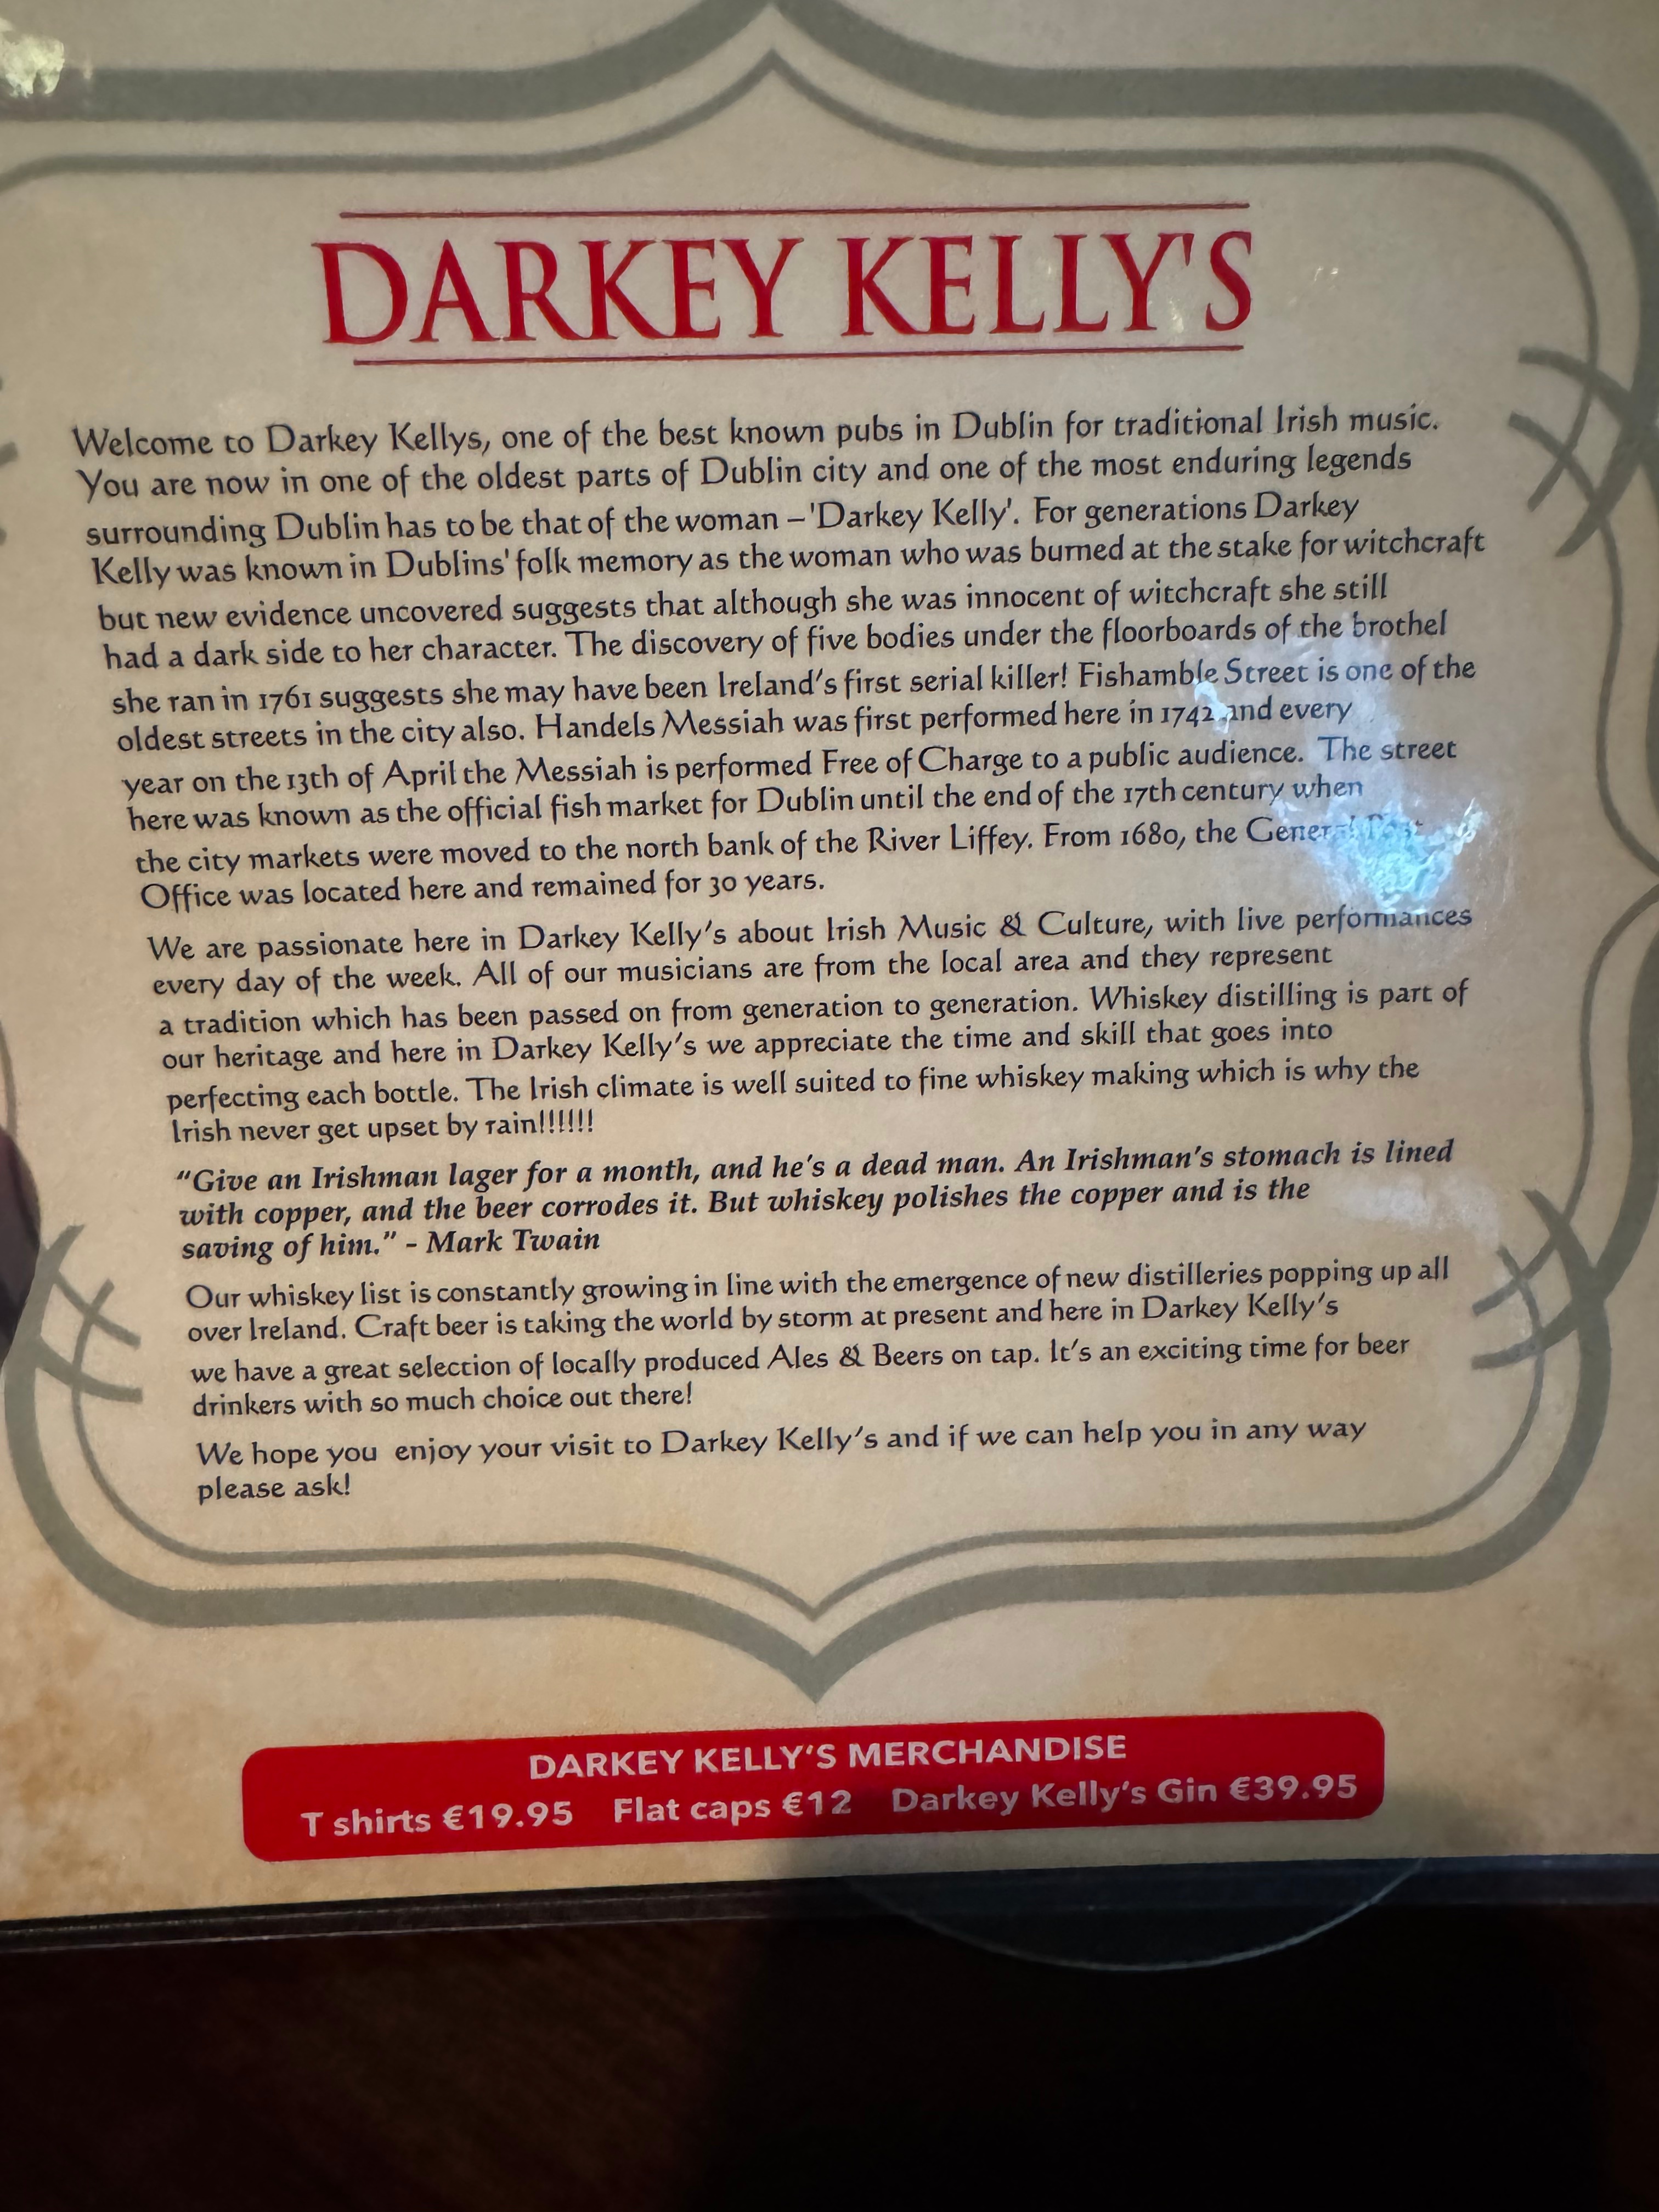 DARKEY KELLY'S
Welcome to Darkey Kellys, one of the best known pubs in Dublin for traditional Irish music.
You are now in one of the oldest parts of Dublin city and one of the most enduring legends
surrounding Dublin has to be that of the woman – 'Darkey Kelly'. For generations Darkey
Kelly was known in Dublins' folk memory as the woman who was burned at the stake for witchcraft
but new evidence uncovered suggests that although she was innocent of witchcraft she still
had a dark side to her character. The discovery of five bodies under the floorboards of the brothel
she ran in 1761 suggests she may have been Ireland's first serial killer! Fishamble Street is one of the
oldest streets in the city also. Handels Messiah was first performed here in 1742 and every
year on the 13th of April the Messiah is performed Free of Charge to a public audience. The street
here was known as the official fish market for Dublin until the end of the 17th century when
the city markets were moved to the north bank of the River Liffey. From 1680, the General Post
Office was located here and remained for 30 years.
We are passionate here in Darkey Kelly's about Irish Music & Culture, with live performances
every day of the week. All of our musicians are from the local area and they represent
a tradition which has been passed on from generation to generation. Whiskey distilling is part of
our heritage and here in Darkey Kelly's we appreciate the time and skill that goes into
perfecting each bottle. The Irish climate is well suited to fine whiskey making which is why the
Irish never get upset by rain!!!!!!
"Give an Irishman lager for a month, and he's a dead man. An Irishman's stomach is lined
with copper, and the beer corrodes it. But whiskey polishes the copper and is the
saving of him." - Mark Twain
Our whiskey list is constantly growing in line with the emergence of new distilleries popping up all
over Ireland. Craft beer is taking the world by storm at present and here in Darkey Kelly's
we have a great selection of locally produced Ales & Beers on tap. It's an exciting time for beer
drinkers with so much choice out there!
We hope you enjoy your visit to Darkey Kelly's and if we can help you in any way
please ask!
DARKEY KELLY'S MERCHANDISE
T shirts €19.95 Flat caps €12 Darkey Kelly's Gin €39.95